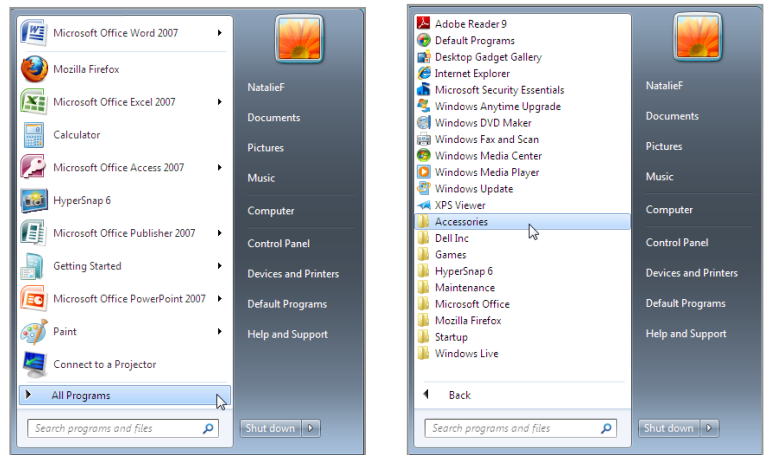 Microsoft Office Word 2007
Mozilla Firefox
Microsoft Office Excel 2007
Calculator
Microsoft Office Access 2007
HyperSnap 6
Microsoft Office Publisher 2007
Getting Started
Microsoft Office PowerPoint 2007
Paint
Connect to a Projector
All Programs
Search programs and files
NatalieF
Documents
Pictures
Music
Computer
Control Panel
Devices and Printers
Default Programs
Help and Support
Shut down
Adobe Reader 9
Default Programs
Desktop Gadget Gallery
Internet Explorer
Microsoft Security Essentials
Windows Anytime Upgrade
Windows DVD Maker
Windows Fax and Scan
Windows Media Center
Windows Media Player
Windows Update
XPS Viewer
Accessories
Dell Inc
Games
HyperSnap 6
Maintenance
Microsoft Office
Mozilla Firefox
Startup
Windows Live
Back
Search programs and files
NatalieF
Documents
Pictures
Music
Computer
Control Panel
Devices and Printers
Default Programs
Help and Support
Shut down